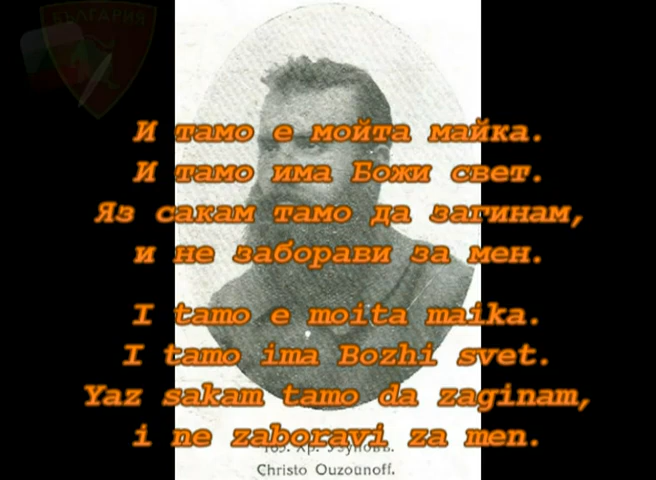 БЪЛГАРИЯ
И тамо е мойта майка.
И тамо има Божи свет.
Яз сакам тамо да загинам,
и не заборави за мен.
I tamo e moita maika.
I tamo ima Bozhi svet.
Yaz sakam tamo da zaginam,
i ne zaboravi za men.
Хр. Узуновъ.
Christo Ouzounoff.